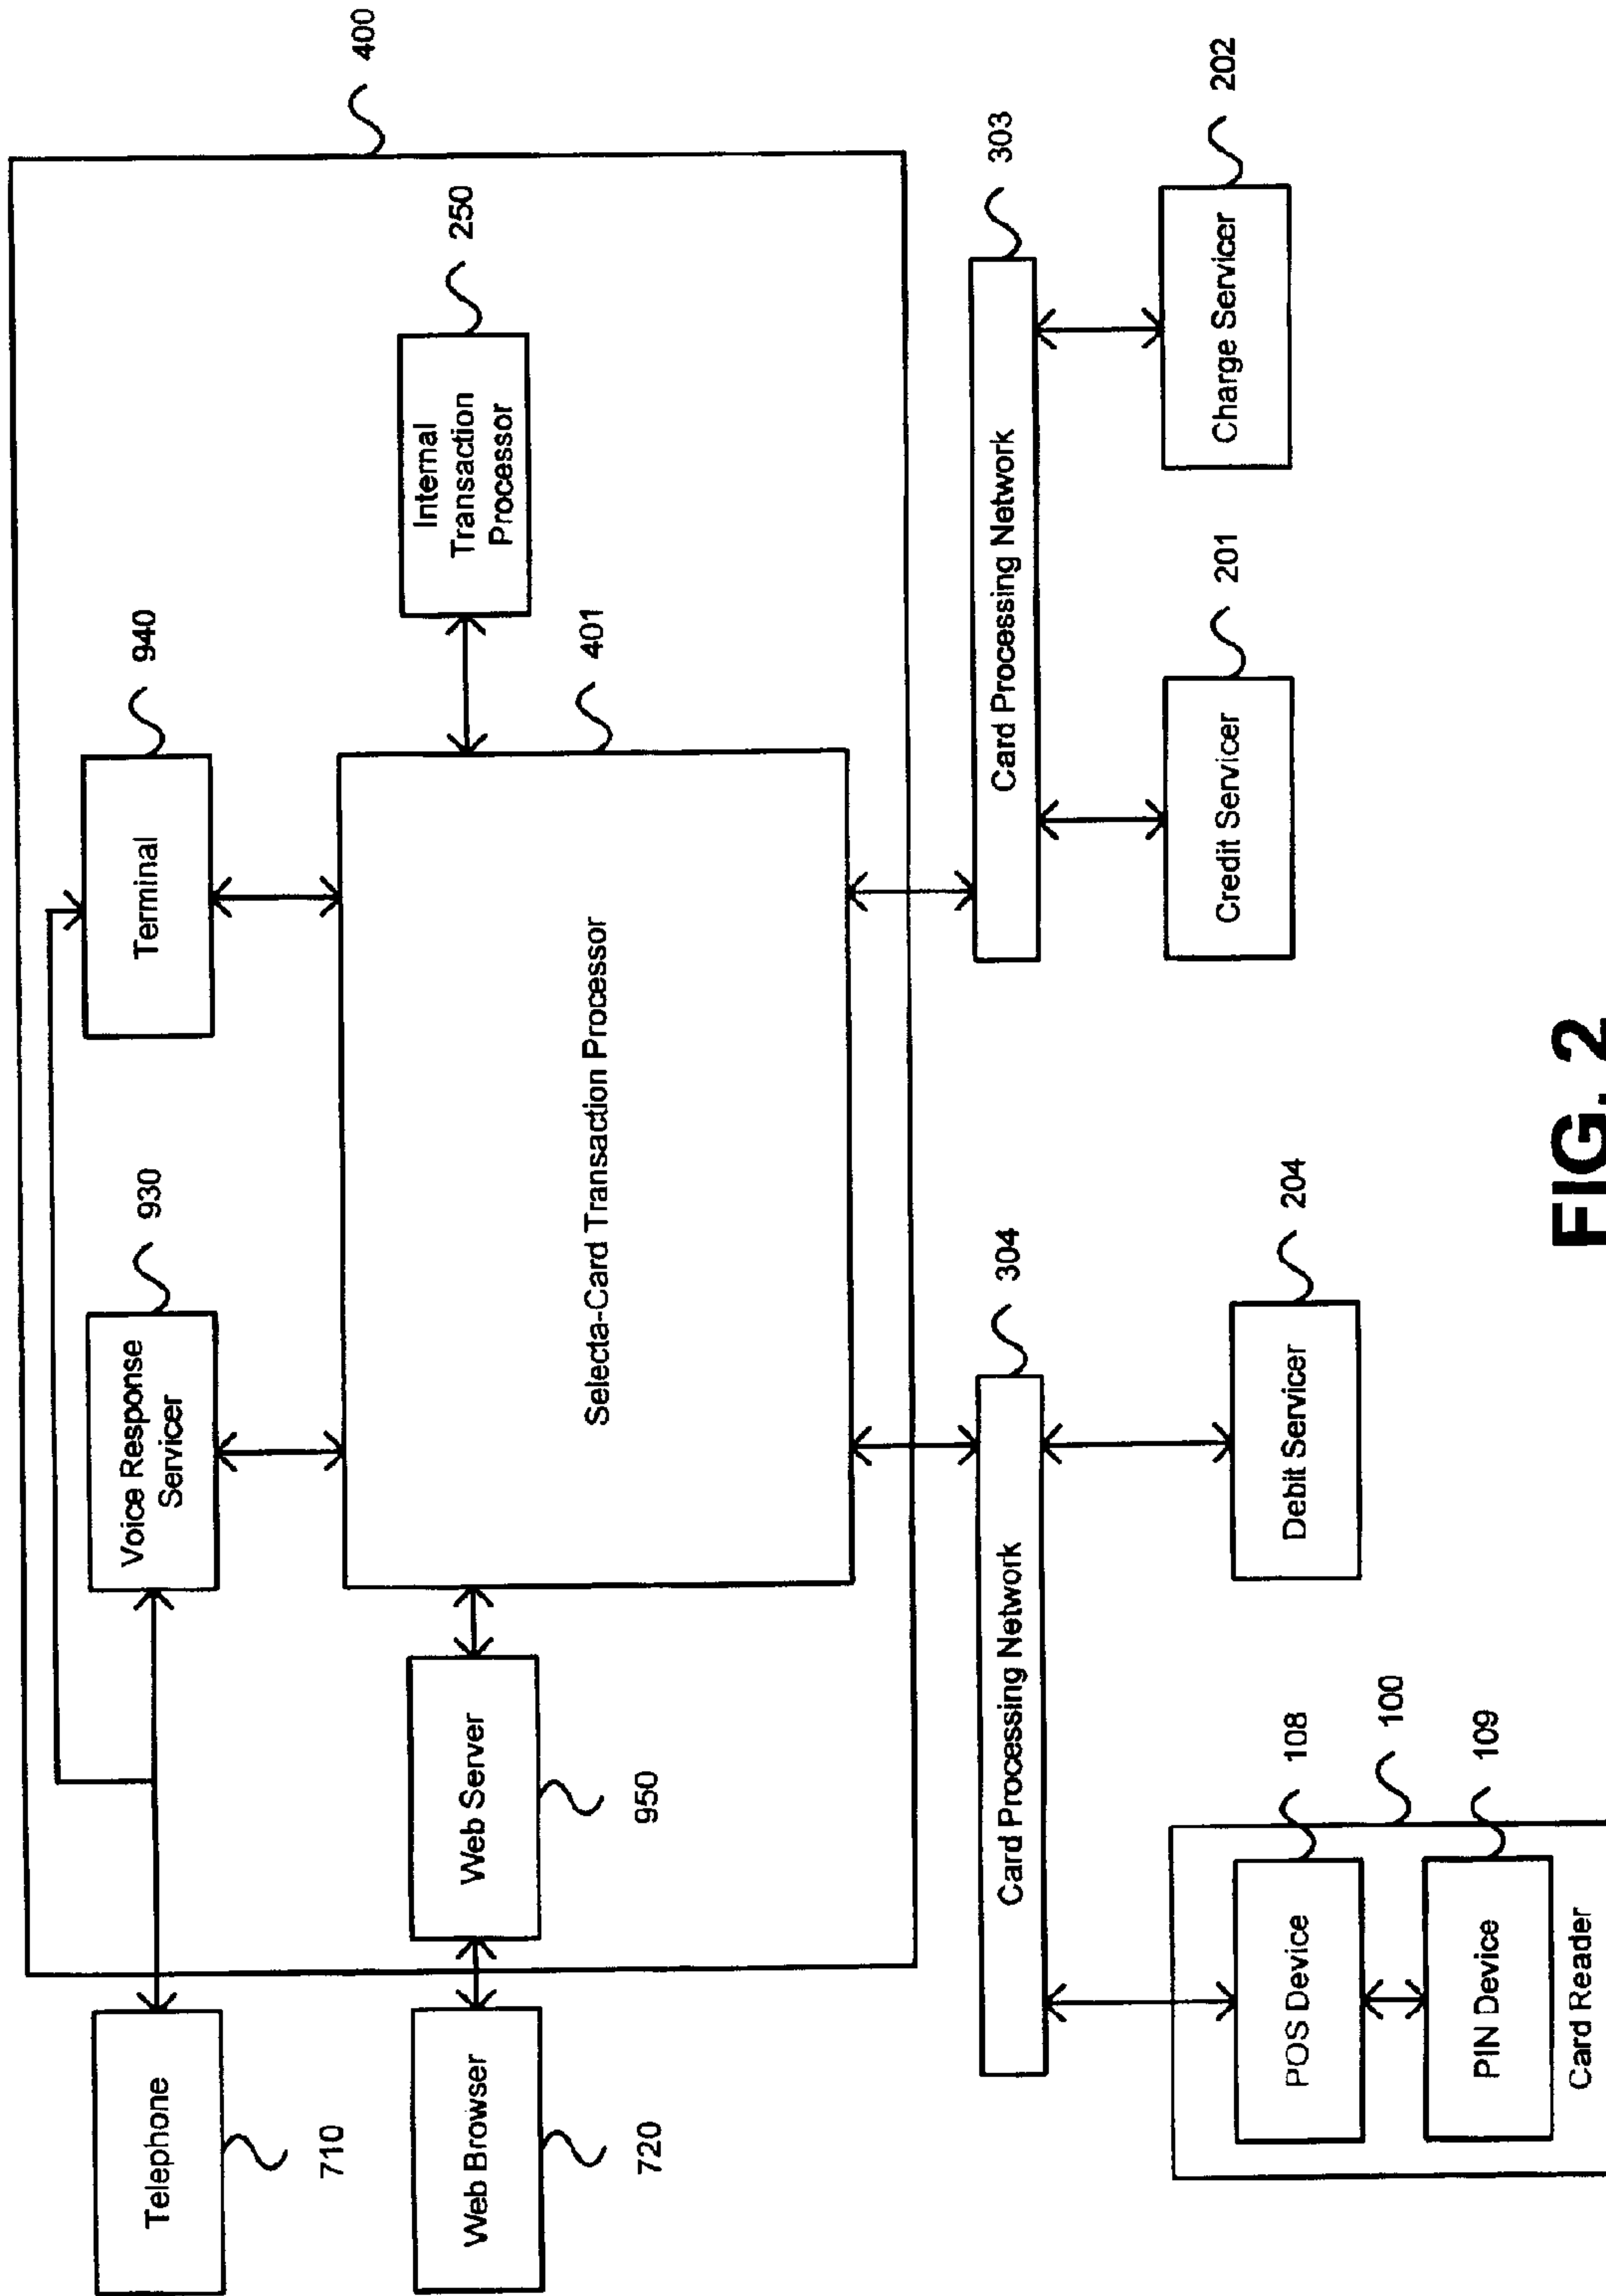 400
940
930
Terminal
Voice Response
Servicer
Telephone
710
250
Internal
Transaction
Processor
401
Selecta-Card Transaction Processor
Web Server
950
Web Browser
720
303
Card Processing Network
304
Card Processing Network
202
Charge Servicer
201
Credit Servicer
204
Debit Servicer
108
POS Device
100
109
PIN Device
Card Reader
FIG. 2